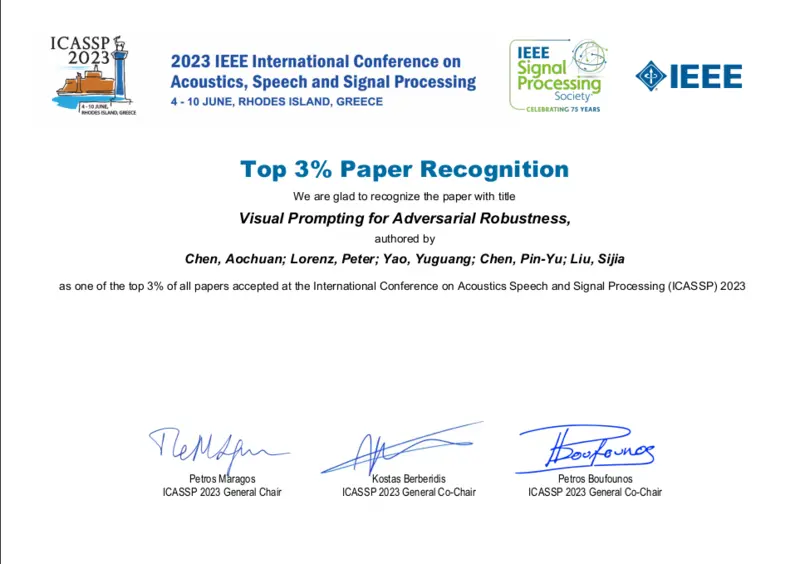 ICASSP
2023
4 - 10 JUNE,
RHODES ISLAND, GREECE
2023 IEEE International Conference on
Acoustics, Speech and Signal Processing
4 - 10 JUNE, RHODES ISLAND, GREECE
IEEE
Signal
Processing
Society
CELEBRATING 75 YEARS
IEEE
Top 3% Paper Recognition
We are glad to recognize the paper with title
Visual Prompting for Adversarial Robustness,
authored by
Chen, Aochuan; Lorenz, Peter; Yao, Yuguang; Chen, Pin-Yu; Liu, Sijia
as one of the top 3% of all papers accepted at the International Conference on Acoustics Speech and Signal Processing (ICASSP) 2023
Boufounos
Petros Maragos
ICASSP 2023 General Chair
Kostas Berberidis
ICASSP 2023 General Co-Chair
Petros Boufounos
ICASSP 2023 General Co-Chair